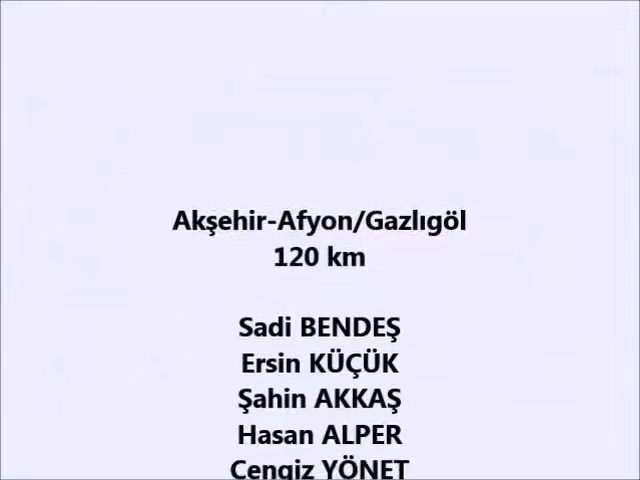 Akşehir-Afyon/Gazlıgöl
120 km
Sadi BENDEŞ
Ersin KÜÇÜK
Şahin AKKAŞ
Hasan ALPER
Cengiz YÖNET